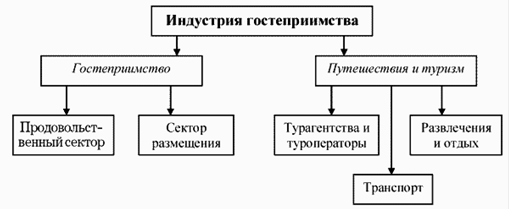 Индустрия гостеприимства
Гостеприимство
Путешествия и туризм
Продовольст-
венный сектор
Сектор
размещения
Турагентства и
туроператоры
Развлечения
и отдых
Транспорт